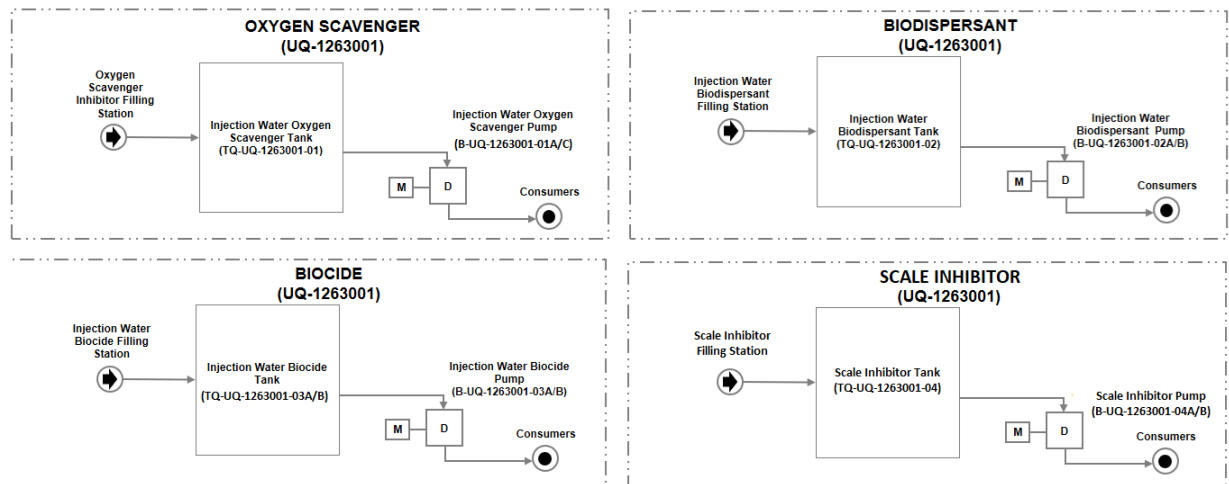 OXYGEN SCAVENGER
(UQ-1263001)
Oxygen
Scavenger
Inhibitor Filling
Station
Injection Water Oxygen
Scavenger Tank
(TQ-UQ-1263001-01)
Injection Water Oxygen
Scavenger Pump
(B-UQ-1263001-01A/C)
M
D
Consumers
BIODISPERSANT
(UQ-1263001)
Injection Water
Biodispersant
Filling Station
Injection Water
Biodispersant Tank
(TQ-UQ-1263001-02)
Injection Water
Biodispersant Pump
(B-UQ-1263001-02A/B)
M
D
Consumers
BIOCIDE
(UQ-1263001)
Injection Water
Biocide Filling
Station
Injection Water Biocide
Tank
(TQ-UQ-1263001-03A/B)
Injection Water Biocide
Pump
(B-UQ-1263001-03A/B)
M
D
Consumers
SCALE INHIBITOR
(UQ-1263001)
Scale Inhibitor
Filling Station
Scale Inhibitor Tank
(TQ-UQ-1263001-04)
Scale Inhibitor Pump
(B-UQ-1263001-04A/B)
M
D
Consumers